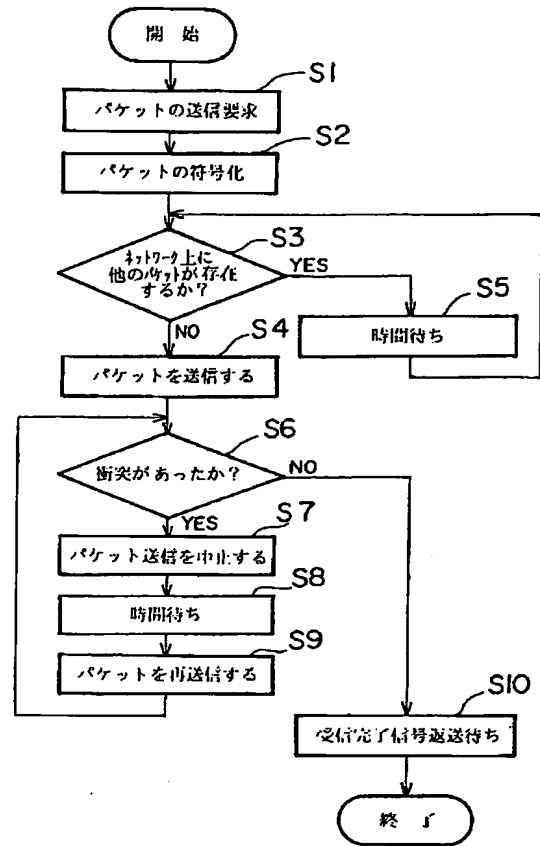 開 始
S1
パケットの送信要求
S2
パケットの符号化
S3
ネットワーク上に
他のパケットが存在
するか?
YES
S5
時間待ち
NO
S4
パケットを送信する
S6
衝突があったか?
NO
YES
S7
パケット送信を中止する
S8
時間待ち
S9
パケットを再送信する
S10
受信完了信号返送待ち
終 了